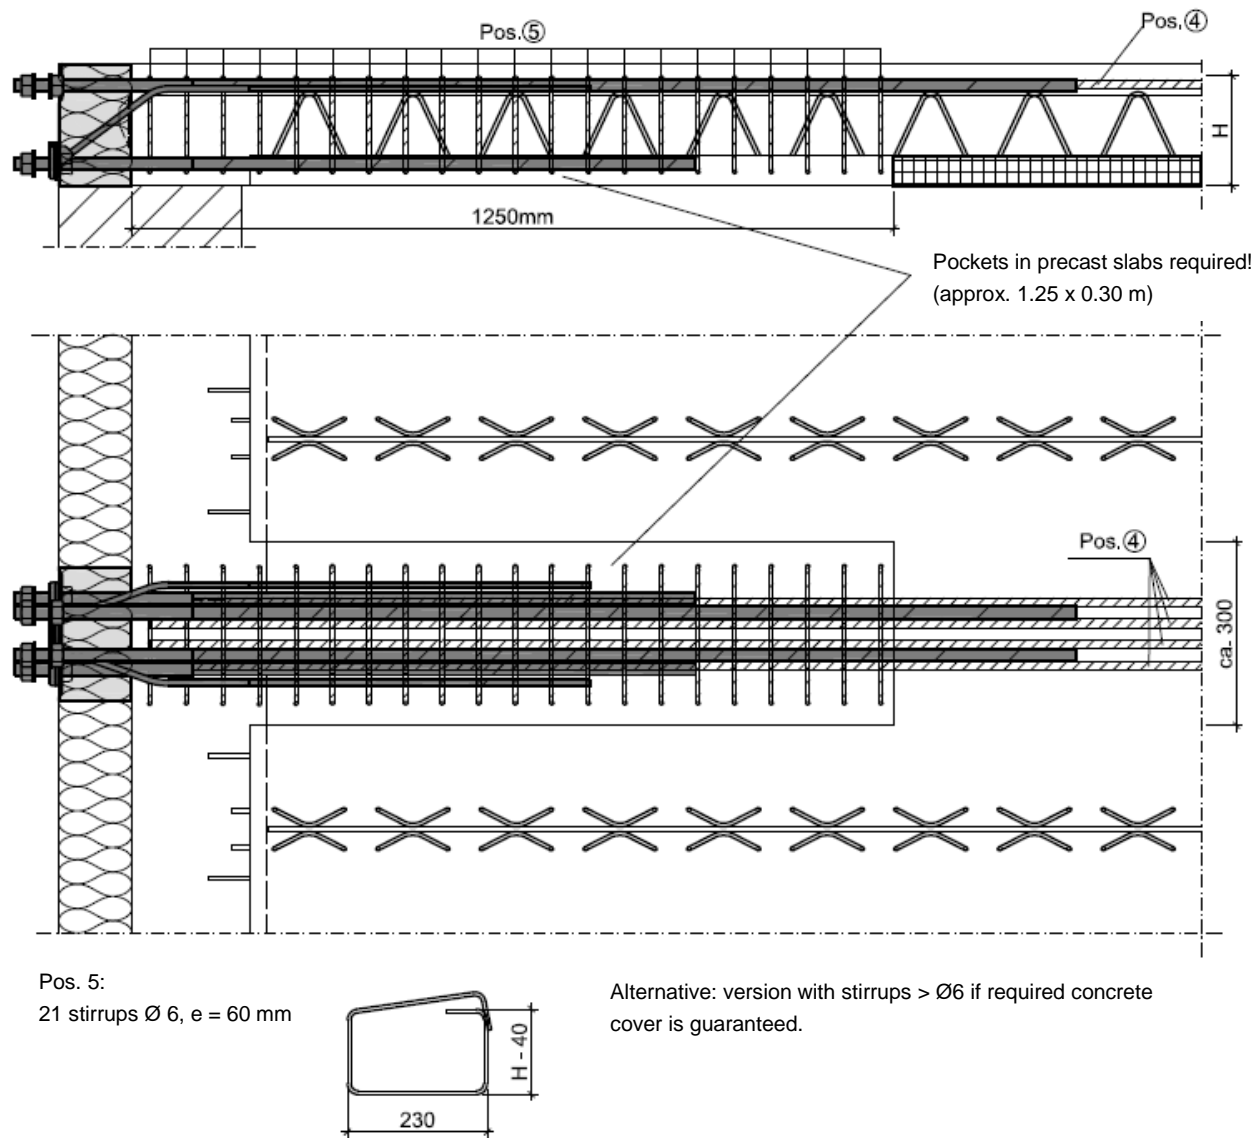 Pos.⑤
Pos.④
H
1250mm
Pockets in precast slabs required!
(approx. 1.25 x 0.30 m)
Pos.④
ca. 300
Pos. 5:
21 stirrups Ø 6, e = 60 mm
H - 40
230
Alternative: version with stirrups > Ø6 if required concrete
cover is guaranteed.